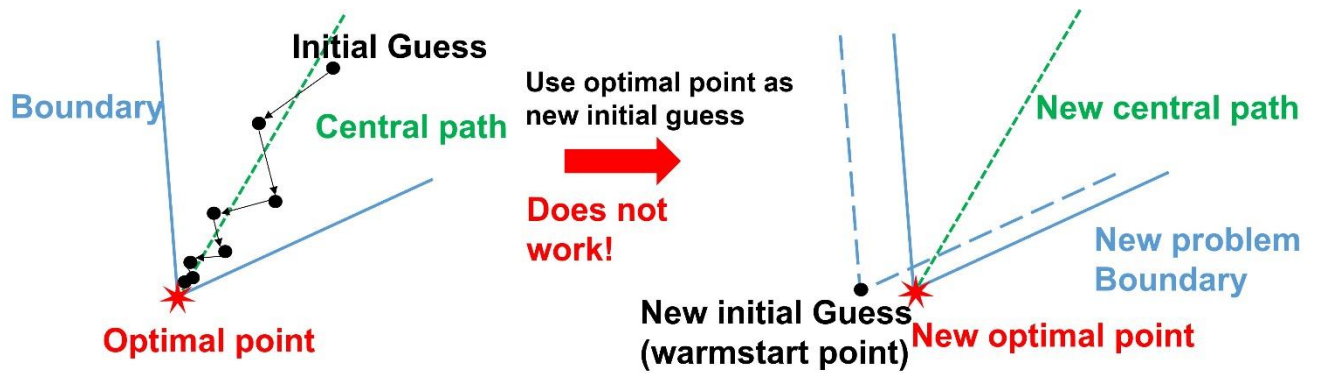 Initial Guess
Boundary
Central path
Optimal point
Use optimal point as
new initial guess
Does not
work!
New central path
New problem
Boundary
New initial Guess
(warmstart point)
New optimal point